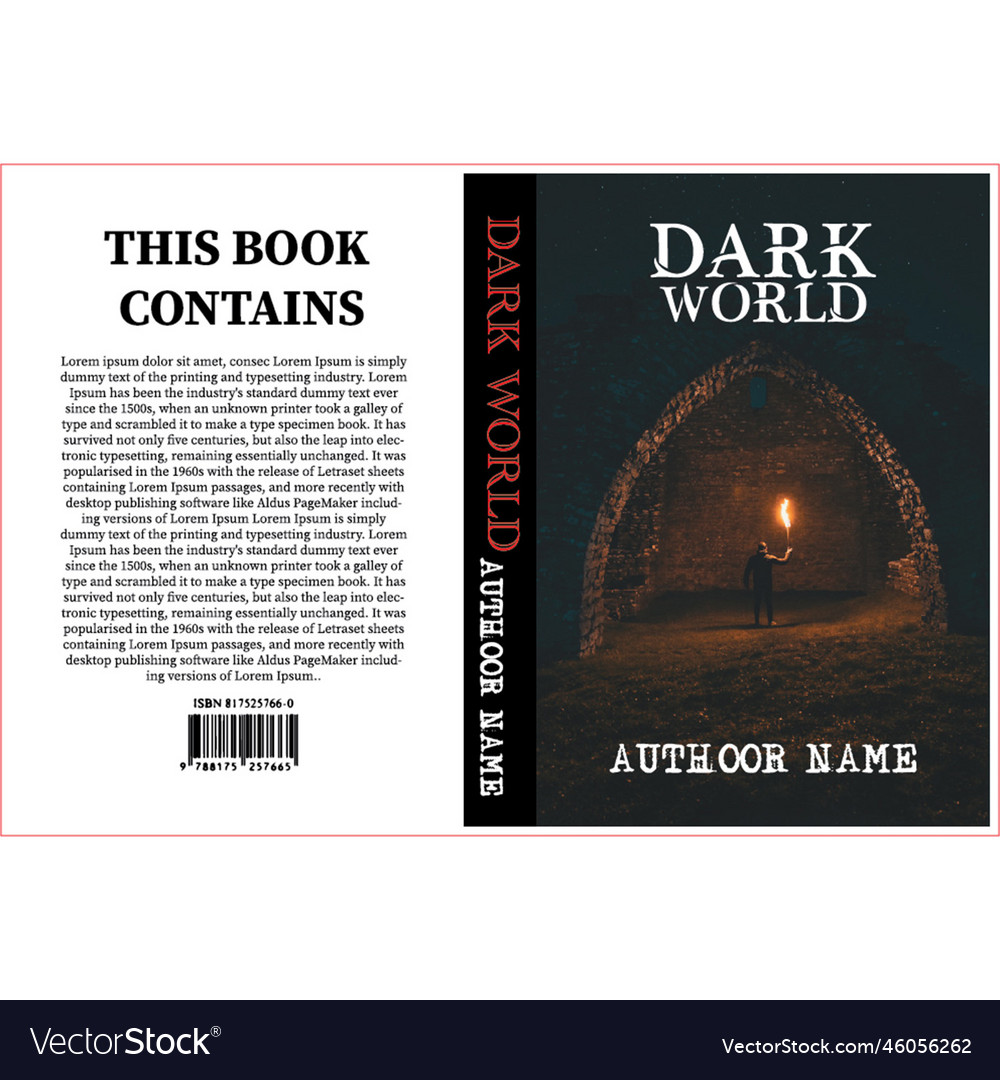 THIS BOOK
CONTAINS
Lorem ipsum dolor sit amet, consec Lorem Ipsum is simply
dummy text of the printing and typesetting industry. Lorem
Ipsum has been the industry's standard dummy text ever
since the 1500s, when an unknown printer took a galley of
type and scrambled it to make a type specimen book. It has
survived not only five centuries, but also the leap into elec-
tronic typesetting, remaining essentially unchanged. It was
popularised in the 1960s with the release of Letraset sheets
containing Lorem Ipsum passages, and more recently with
desktop publishing software like Aldus PageMaker includ-
ing versions of Lorem Ipsum Lorem Ipsum is simply
dummy text of the printing and typesetting industry. Lorem
Ipsum has been the industry's standard dummy text ever
since the 1500s, when an unknown printer took a galley of
type and scrambled it to make a type specimen book. It has
survived not only five centuries, but also the leap into elec-
tronic typesetting, remaining essentially unchanged. It was
popularised in the 1960s with the release of Letraset sheets
containing Lorem Ipsum passages, and more recently with
desktop publishing software like Aldus PageMaker includ-
ing versions of Lorem Ipsum..
ISBN 817525766-0
9 788175 257665
DARK WORLD AUTHOOR NAME
DARK
WORLD
AUTHOOR NAME
VectorStock®
VectorStock.com/46056262